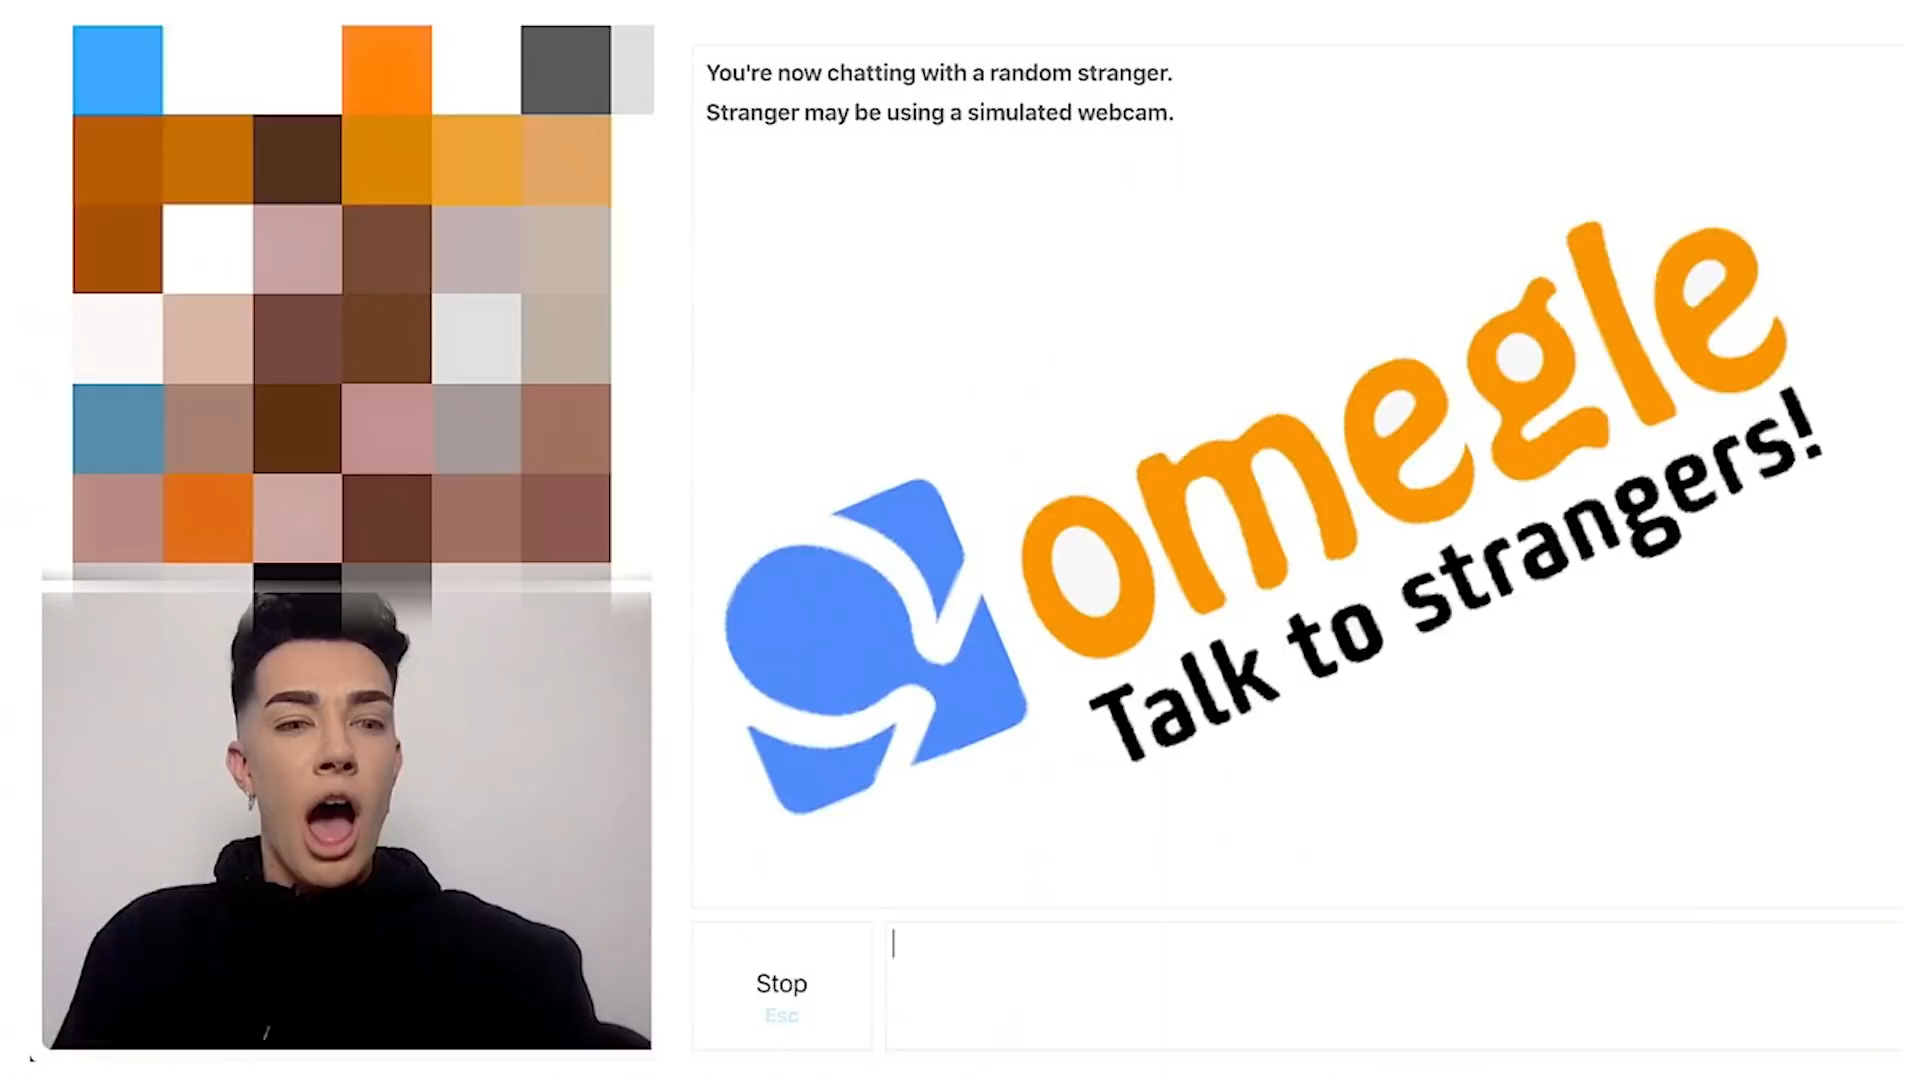 You're now chatting with a random stranger.
Stranger may be using a simulated webcam.
omegle
Talk to strangers!
Stop
Esc